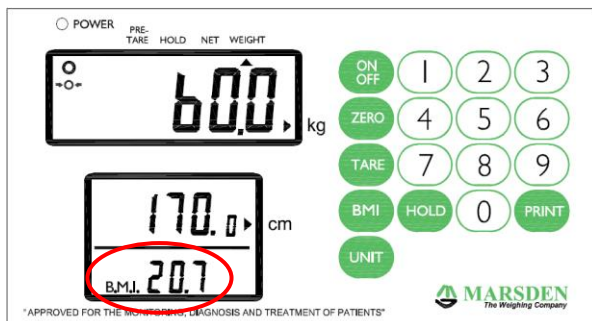 POWER
PRE-
TARE HOLD NET WEIGHT
60.0 kg
170.0 cm
B.M.I. 20.7
ON
OFF
1 2 3
ZERO 4 5 6
TARE 7 8 9
BMI HOLD 0 PRINT
UNIT
MARSDEN
The Weighing Company
"APPROVED FOR THE MONITORING, DIAGNOSIS AND TREATMENT OF PATIENTS"